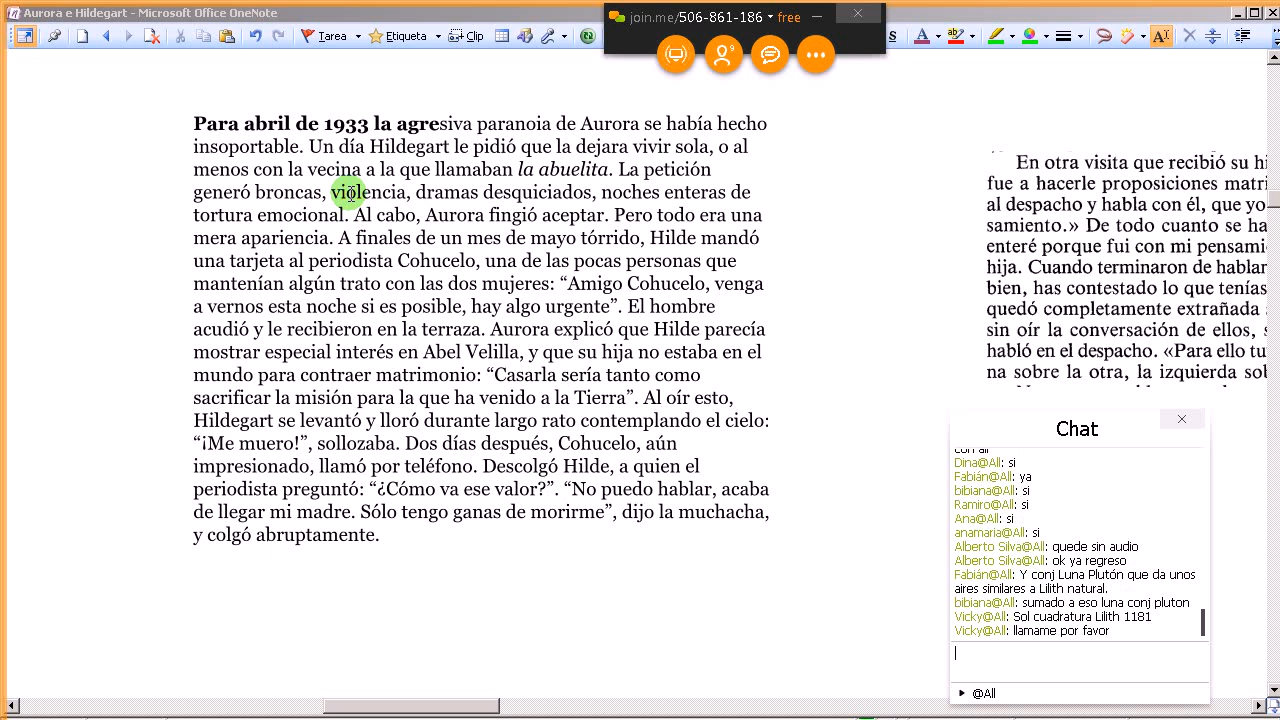 Aurora e Hildegart - Microsoft Office OneNote
join.me/506-861-186 free
Tarea
Etiqueta
Clip
9
Para abril de 1933 la agresiva paranoia de Aurora se había hecho
insoportable. Un día Hildegart le pidió que la dejara vivir sola, o al
menos con la vecina a la que llamaban la abuelita. La petición
generó broncas, violencia, dramas desquiciados, noches enteras de
tortura emocional. Al cabo, Aurora fingió aceptar. Pero todo era una
mera apariencia. A finales de un mes de mayo tórrido, Hilde mandó
una tarjeta al periodista Cohucelo, una de las pocas personas que
mantenían algún trato con las dos mujeres: “Amigo Cohucelo, venga
a vernos esta noche si es posible, hay algo urgente”. El hombre
acudió y le recibieron en la terraza. Aurora explicó que Hilde parecía
mostrar especial interés en Abel Velilla, y que su hija no estaba en el
mundo para contraer matrimonio: “Casarla sería tanto como
sacrificar la misión para la que ha venido a la Tierra”. Al oír esto,
Hildegart se levantó y lloró durante largo rato contemplando el cielo:
“¡Me muero!”, sollozaba. Dos días después, Cohucelo, aún
impresionado, llamó por teléfono. Descolgó Hilde, a quien el
periodista preguntó: “¿Cómo va ese valor?”. “No puedo hablar, acaba
de llegar mi madre. Sólo tengo ganas de morirme”, dijo la muchacha,
y colgó abruptamente.
En otra visita que recibió su hi
fue a hacerle proposiciones matri
al despacho y habla con él, que yo
samiento.» De todo cuanto se ha
enteré porque fui con mi pensami
hija. Cuando terminaron de hablar
bien, has contestado lo que tenías
quedó completamente extrañada
sin oír la conversación de ellos, s
habló en el despacho. «Para ello tu
na sobre la otra, la izquierda sob
Chat
con all
Dina@All: si
Fabián@All: ya
bibiana@All: si
Ramiro@All: si
Ana@All: si
anamaria@All: si
Alberto Silva@All: quede sin audio
Alberto Silva@All: ok ya regreso
Fabián@All: Y conj Luna Plutón que da unos
aires similares a Lilith natural.
bibiana@All: sumado a eso luna conj pluton
Vicky@All: Sol cuadratura Lilith 1181
Vicky@All: llamame por favor
@All